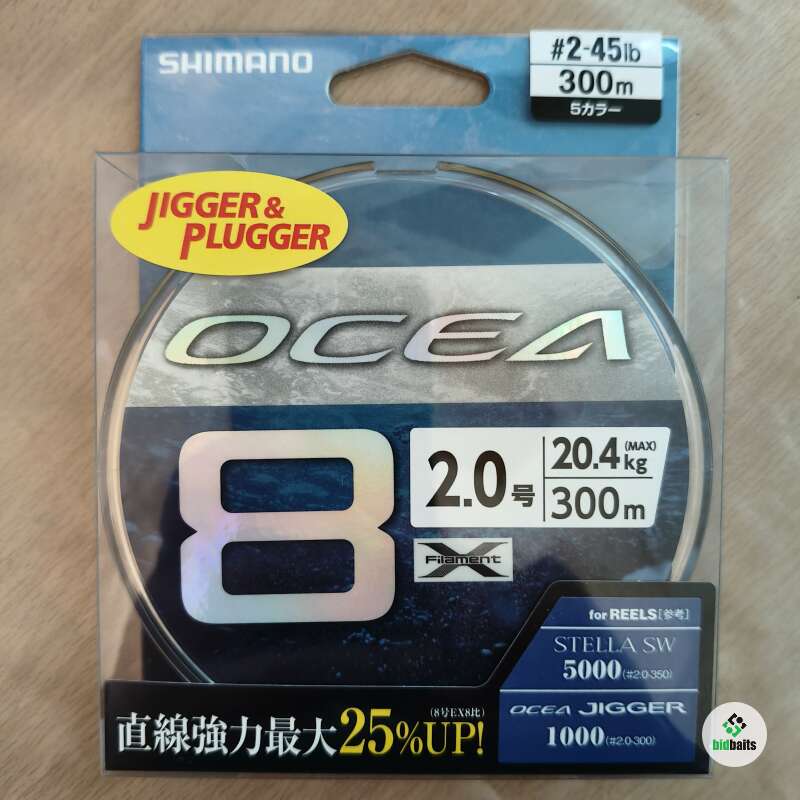 SHIMANO
#2-45lb
300m
5カラー
JIGGER &
PLUGGER
OCEA
8
2.0号
20.4kg (MAX)
300m
X Filament
for REELS [参考]
STELLA SW
5000 (#2.0-350)
OCEA JIGGER
1000 (#2.0-300)
(8号EX8比)
直線強力最大25%UP!
bidbaits